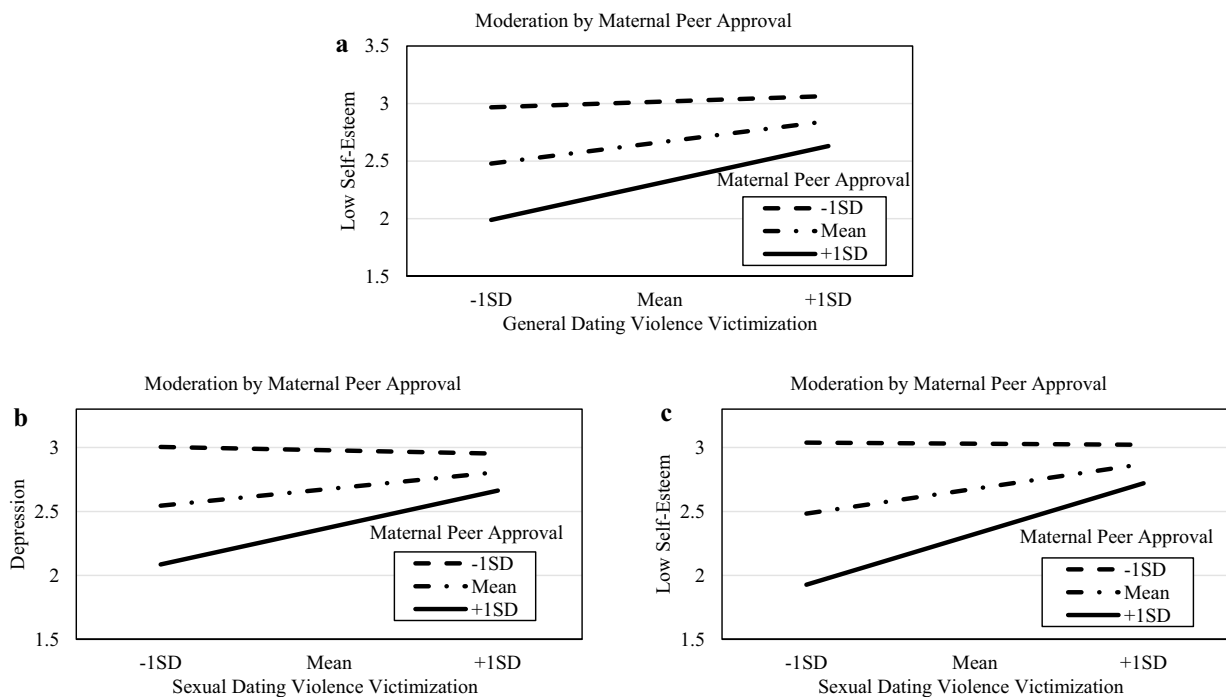 Moderation by Maternal Peer Approval
a
3.5
3
2.5
2
1.5
Low Self-Esteem
Maternal Peer Approval
-1SD
Mean
+1SD
-1SD Mean +1SD
General Dating Violence Victimization
Moderation by Maternal Peer Approval
b
3
2.5
2
1.5
Depression
Maternal Peer Approval
-1SD
Mean
+1SD
-1SD Mean +1SD
Sexual Dating Violence Victimization
Moderation by Maternal Peer Approval
c
3
2.5
2
1.5
Low Self-Esteem
Maternal Peer Approval
-1SD
Mean
+1SD
-1SD Mean +1SD
Sexual Dating Violence Victimization